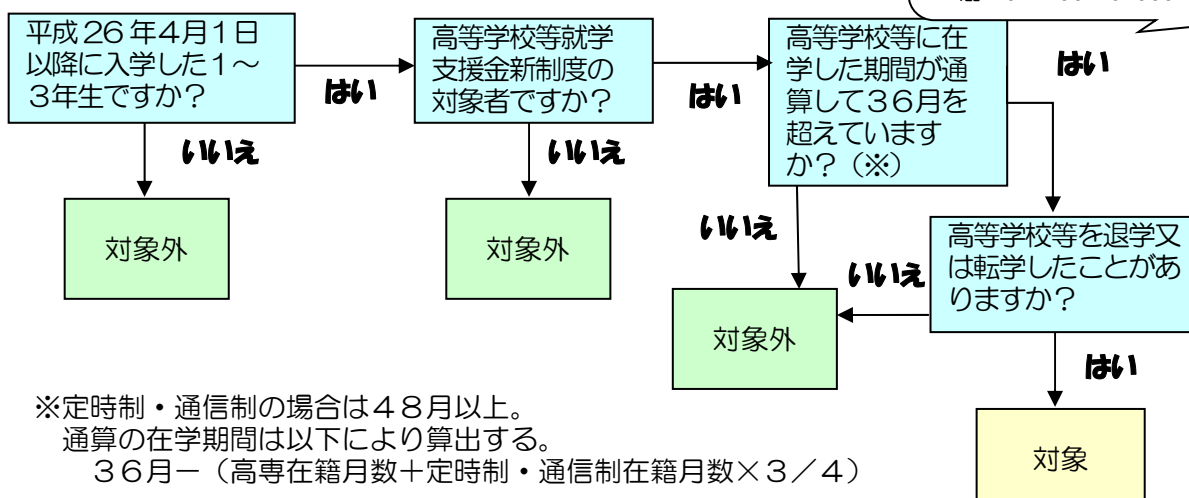 平成26年4月1日
以降に入学した1～
3年生ですか？
はい
いいえ
対象外
高等学校等就学
支援金新制度の
対象者ですか？
はい
いいえ
対象外
高等学校等に在
学した期間が通
算して３６月を
超えています
か？（※）
はい
いいえ
対象外
高等学校等を退学又
は転学したことがあ
りますか？
いいえ
はい
対象
※定時制・通信制の場合は４８月以上。
通算の在学期間は以下により算出する。
３６月－（高専在籍月数＋定時制・通信制在籍月数×３／４）